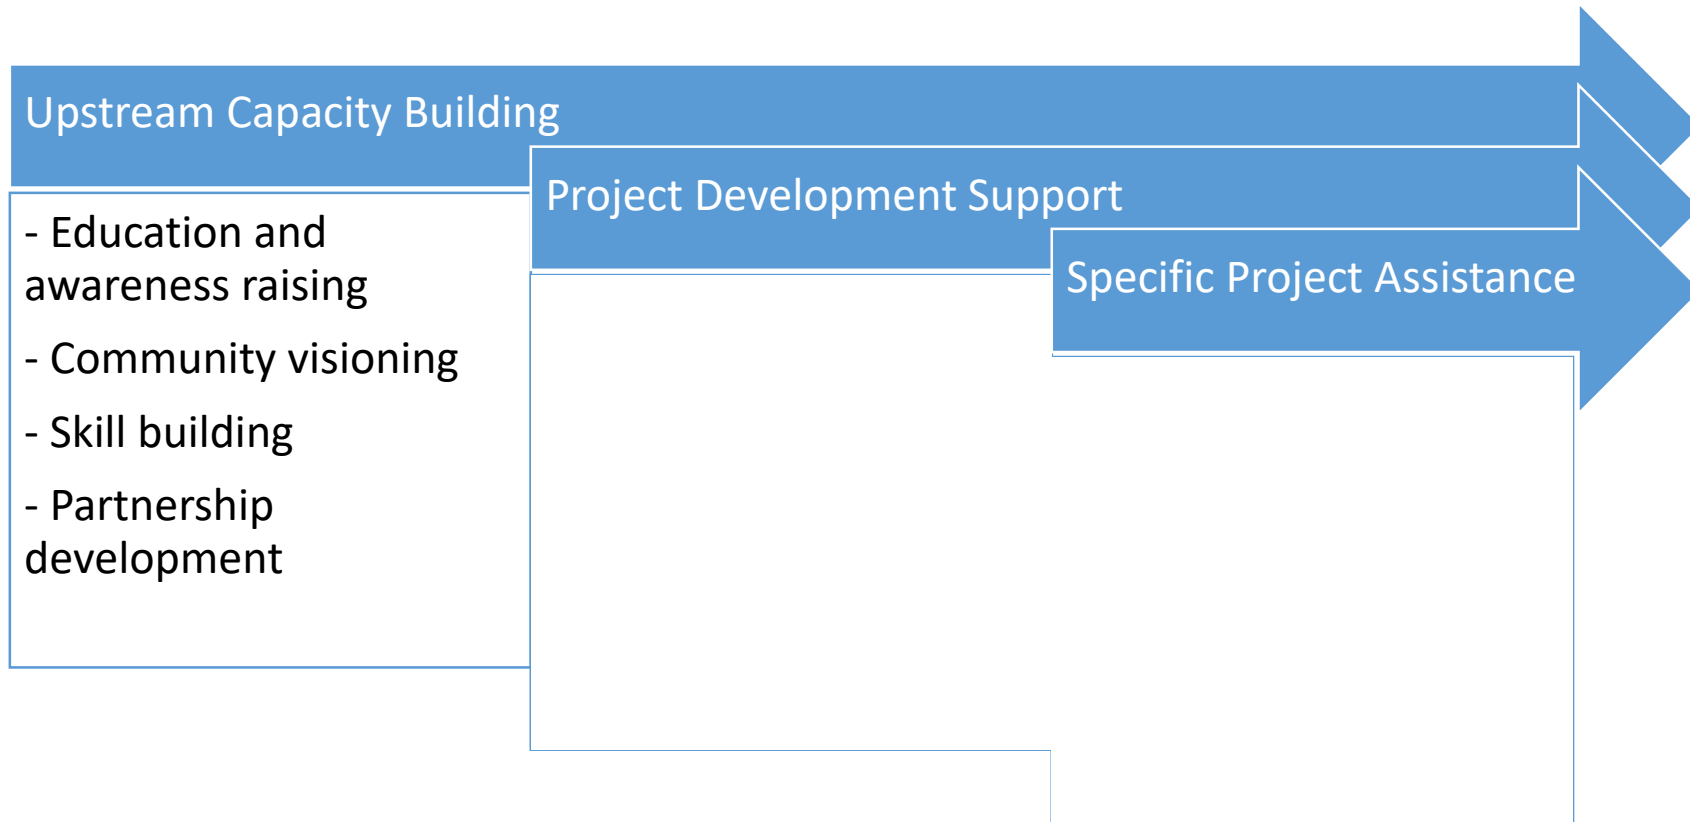 Upstream Capacity Building
Project Development Support
Specific Project Assistance
- Education and
awareness raising
- Community visioning
- Skill building
- Partnership
development